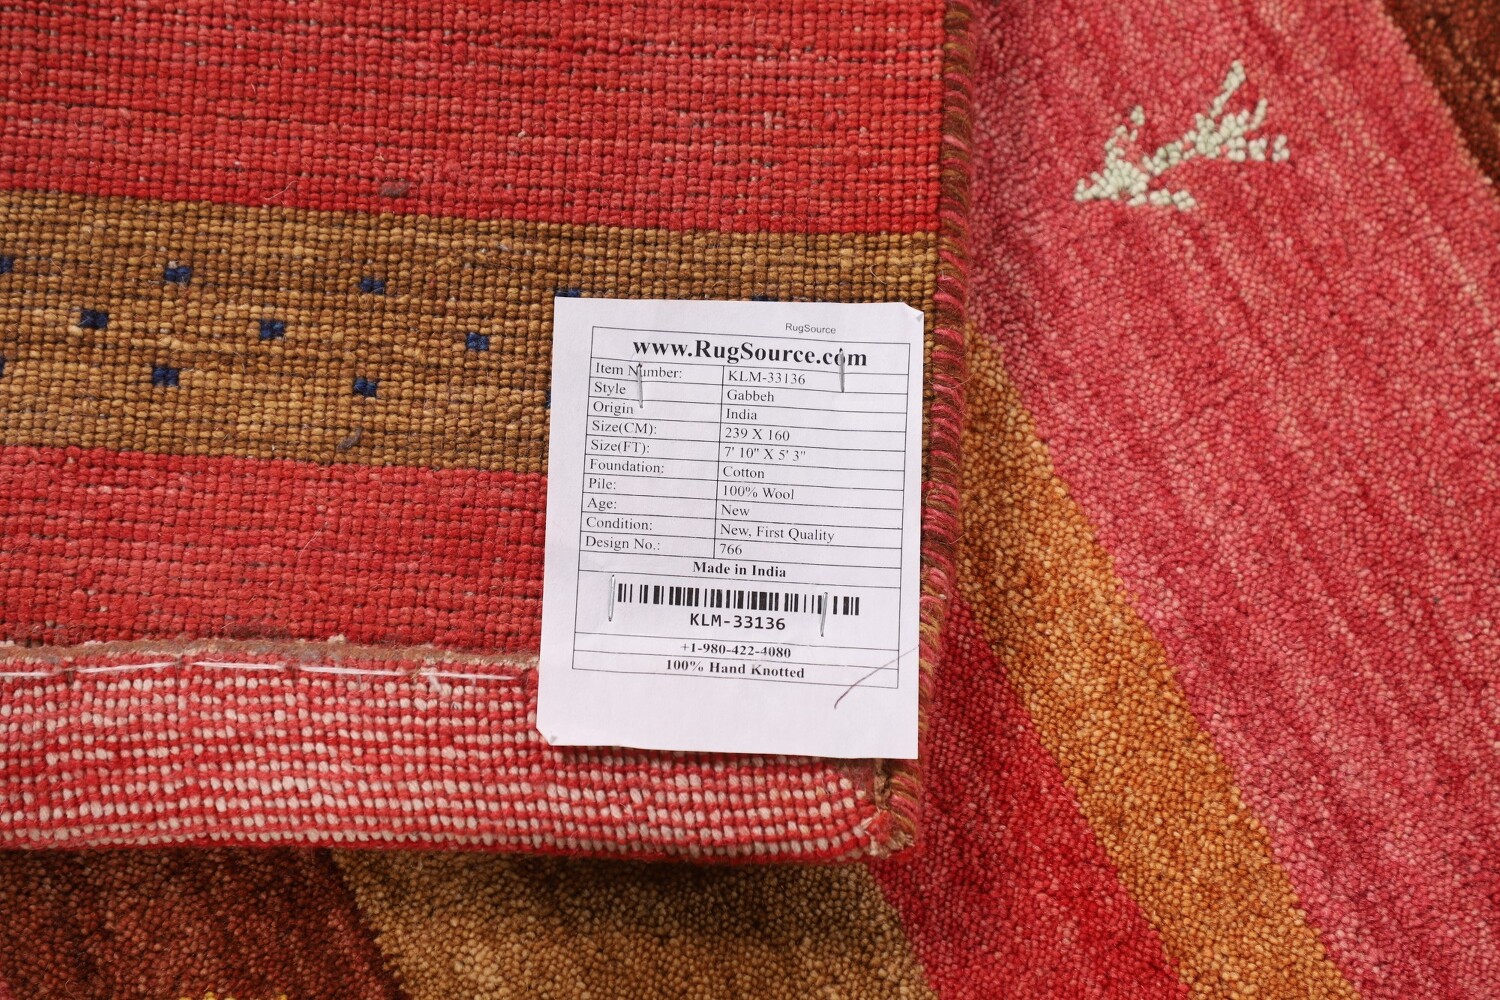 RugSource
www.RugSource.com
Item Number: KLM-33136
Style Gabbeh
Origin India
Size(CM): 239 X 160
Size(FT): 7' 10" X 5' 3"
Foundation: Cotton
Pile: 100% Wool
Age: New
Condition: New, First Quality
Design No.: 766
Made in India
KLM-33136
+1-980-422-4080
100% Hand Knotted